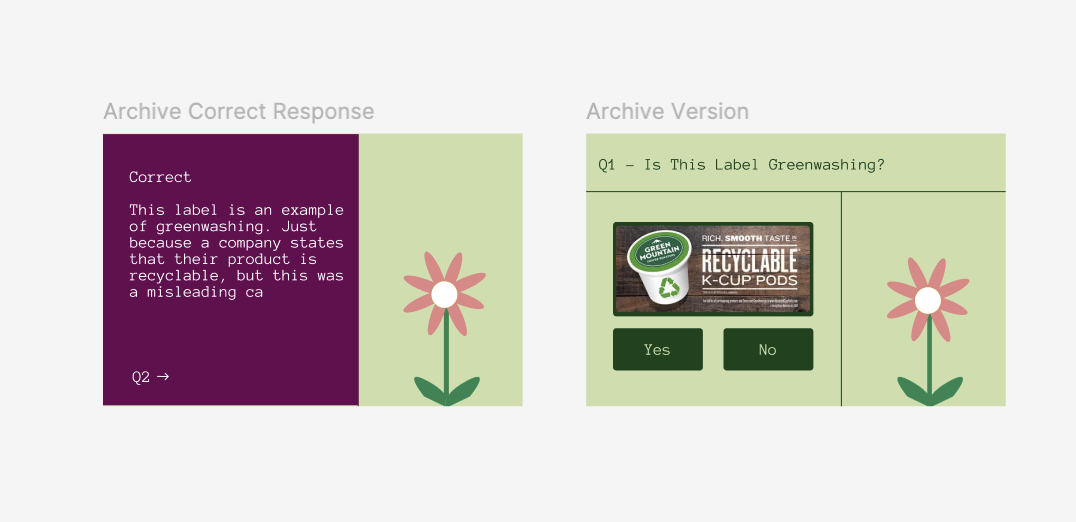 Archive Correct Response
Correct
This label is an example
of greenwashing. Just
because a company states
that their product is
recyclable, but this was
a misleading ca
Q2 →
Archive Version
Q1 - Is This Label Greenwashing?
GREEN
MOUNTAIN
RICH, SMOOTH TASTE IS
RECYCLABLE
K-CUP® PODS
Yes
No